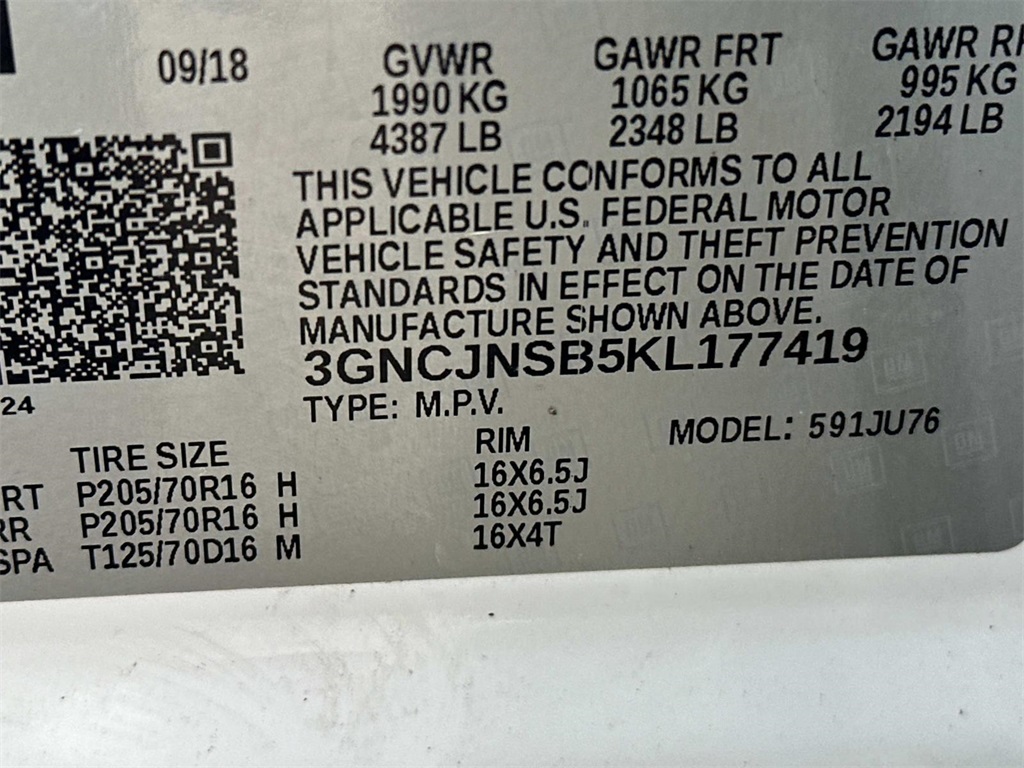 09/18 GVWR GAWR FRT GAWR R
1990 KG 1065 KG 995 KG
4387 LB 2348 LB 2194 LB
THIS VEHICLE CONFORMS TO ALL
APPLICABLE U.S. FEDERAL MOTOR
VEHICLE SAFETY AND THEFT PREVENTION
STANDARDS IN EFFECT ON THE DATE OF
MANUFACTURE SHOWN ABOVE.
3GNCJNSB5KL177419
24 TYPE: M.P.V. MODEL: 591JU76
TIRE SIZE RIM
RT P205/70R16 H 16X6.5J
RR P205/70R16 H 16X6.5J
SPA T125/70D16 M 16X4T